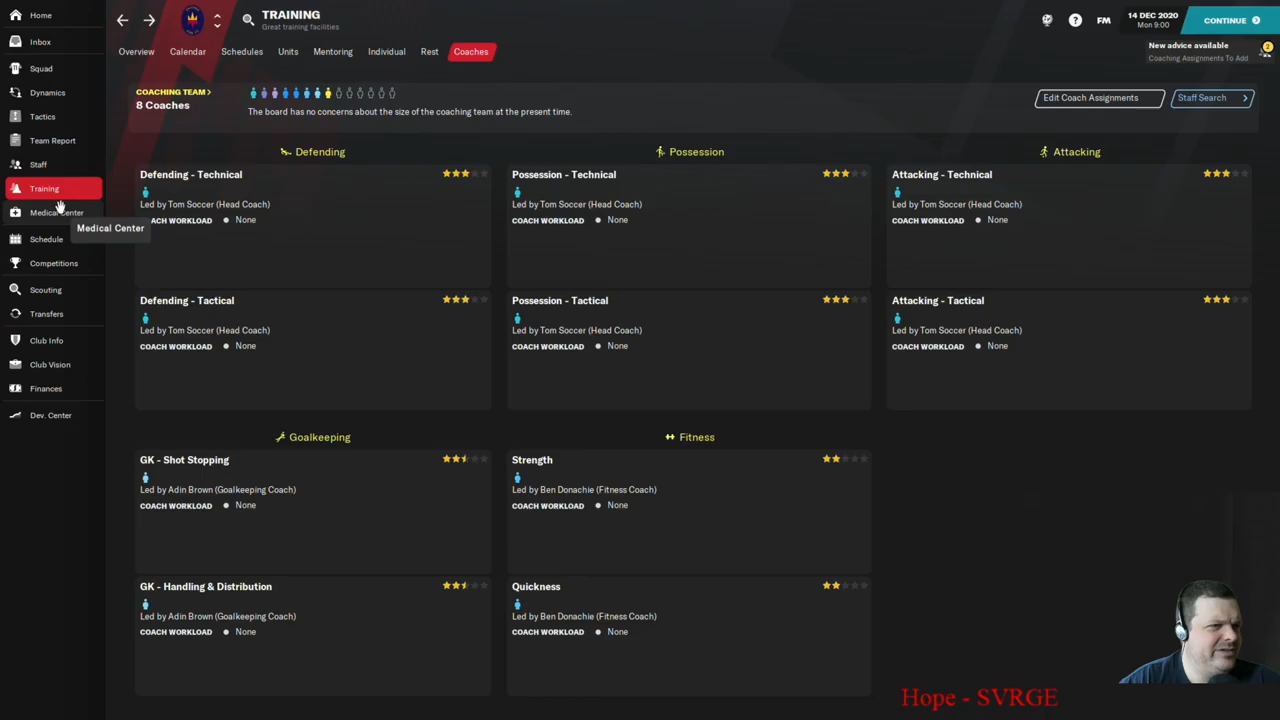 Home
Inbox
Squad
Dynamics
Tactics
Team Report
Staff
Training
Medical Center
Medical Center
Schedule
Competitions
Scouting
Transfers
Club Info
Club Vision
Finances
Dev. Center
TRAINING
Great training facilities
? FM 14 DEC 2020
Mon 9:00
CONTINUE
New advice available 2
Coaching Assignments To Add
Overview Calendar Schedules Units Mentoring Individual Rest Coaches
COACHING TEAM >
8 Coaches
The board has no concerns about the size of the coaching team at the present time.
Edit Coach Assignments
Staff Search >
Defending
Possession
Attacking
Defending - Technical
Led by Tom Soccer (Head Coach)
COACH WORKLOAD None
Possession - Technical
Led by Tom Soccer (Head Coach)
COACH WORKLOAD None
Attacking - Technical
Led by Tom Soccer (Head Coach)
COACH WORKLOAD None
Defending - Tactical
Led by Tom Soccer (Head Coach)
COACH WORKLOAD None
Possession - Tactical
Led by Tom Soccer (Head Coach)
COACH WORKLOAD None
Attacking - Tactical
Led by Tom Soccer (Head Coach)
COACH WORKLOAD None
Goalkeeping
Fitness
GK - Shot Stopping
Led by Adin Brown (Goalkeeping Coach)
COACH WORKLOAD None
Strength
Led by Ben Donachie (Fitness Coach)
COACH WORKLOAD None
GK - Handling & Distribution
Led by Adin Brown (Goalkeeping Coach)
COACH WORKLOAD None
Quickness
Led by Ben Donachie (Fitness Coach)
COACH WORKLOAD None
Hope - SVRGE